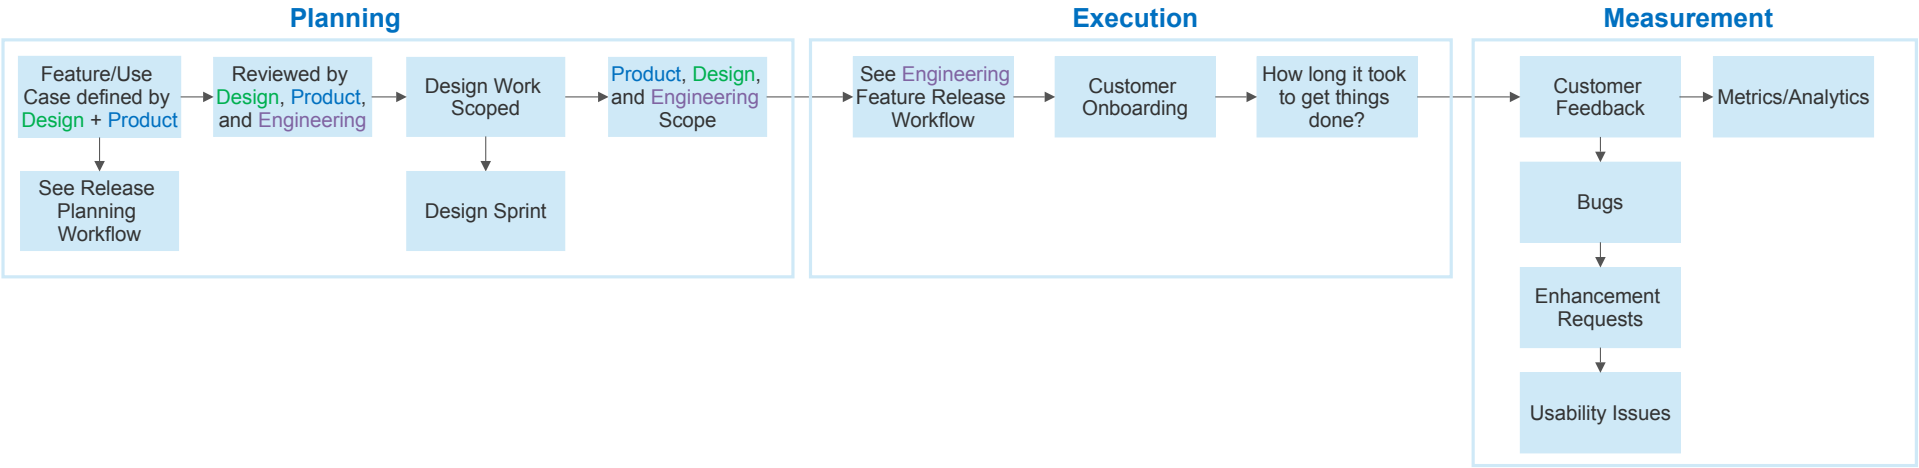 Planning
Feature/Use
Case defined by
Design + Product
Reviewed by
Design, Product,
and Engineering
Design Work
Scoped
Product, Design,
and Engineering
Scope
See Release
Planning
Workflow
Design Sprint
Execution
See Engineering
Feature Release
Workflow
Customer
Onboarding
How long it took
to get things
done?
Measurement
Customer
Feedback
Metrics/Analytics
Bugs
Enhancement
Requests
Usability Issues